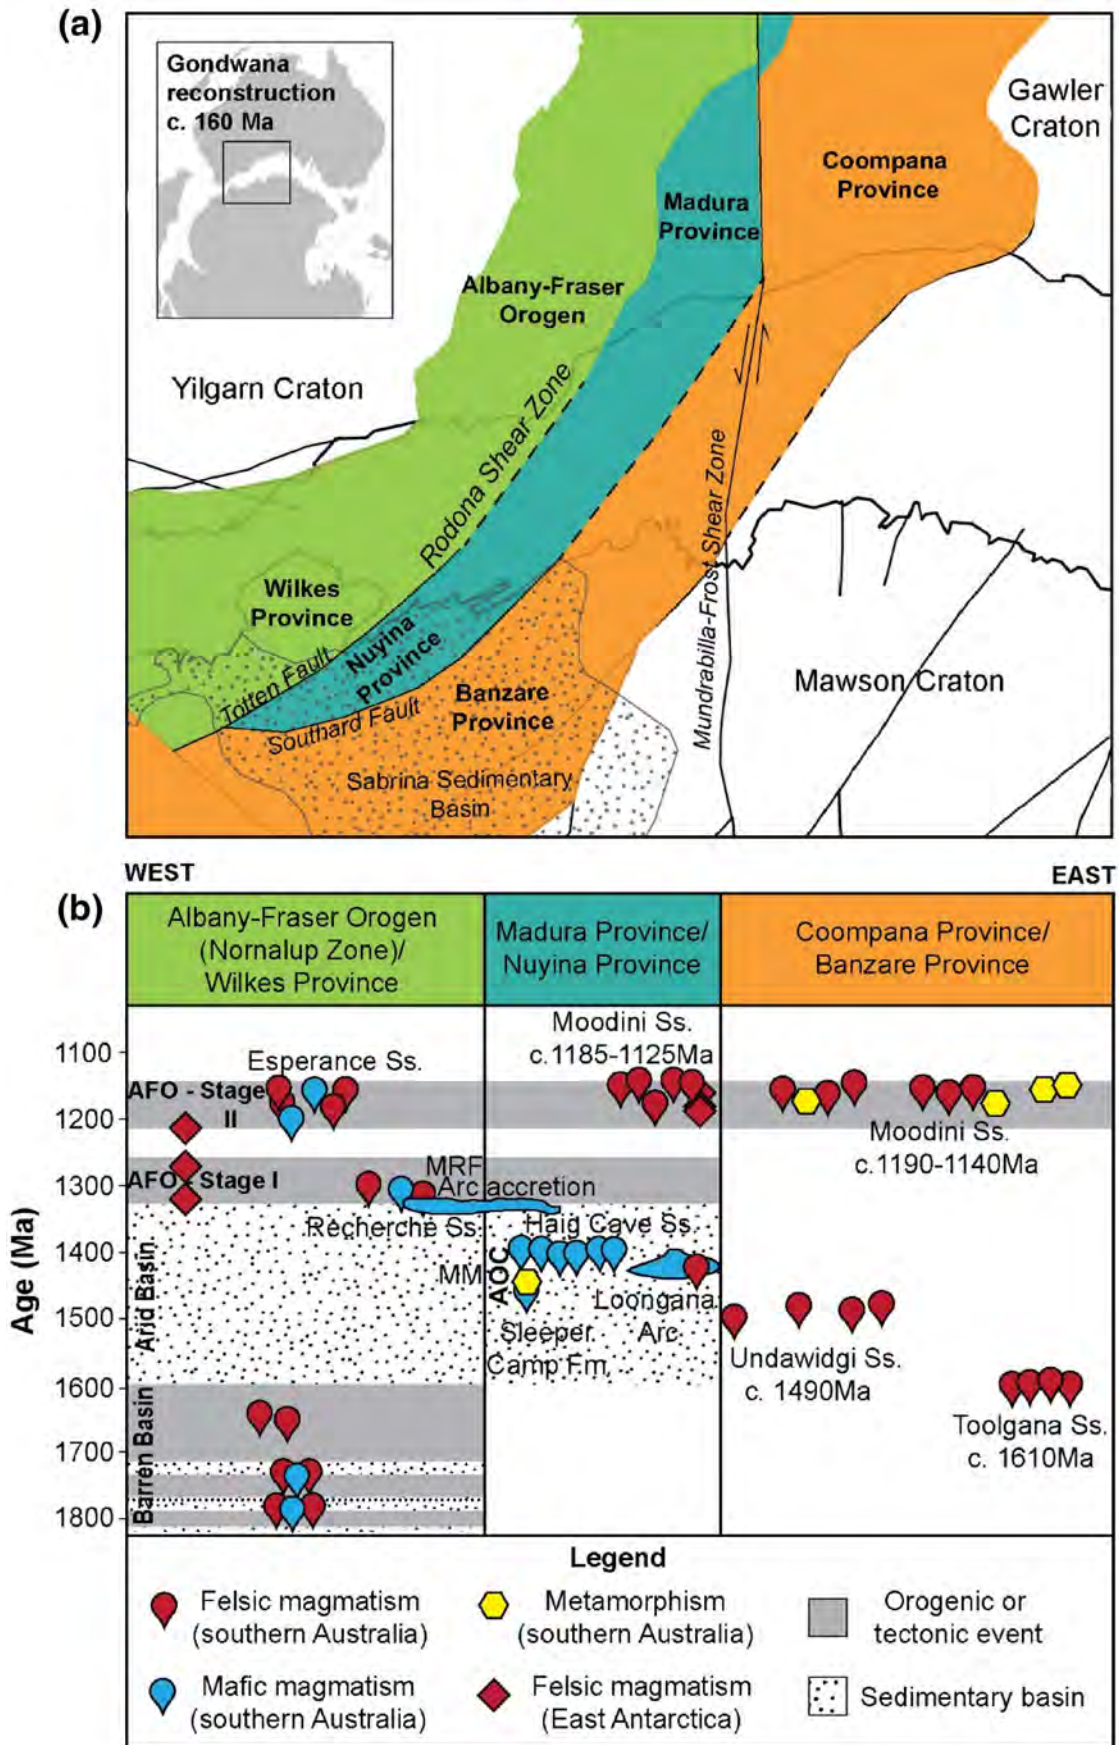 (a)
Gondwana
reconstruction
c. 160 Ma
Gawler
Craton
Coompana
Province
Madura
Province
Albany-Fraser
Orogen
Yilgarn Craton
Rodona Shear Zone
Mundrabilla-Frost Shear Zone
Wilkes
Province
Nuyina
Province
Totten Fault
Southard Fault
Banzare
Province
Mawson Craton
Sabrina Sedimentary
Basin
WEST
EAST
(b)
Albany-Fraser Orogen
(Nornalup Zone)/
Wilkes Province
Madura Province/
Nuyina Province
Coompana Province/
Banzare Province
Age (Ma)
1100
1200
1300
1400
1500
1600
1700
1800
Esperance Ss.
AFO - Stage
II
AFO - Stage I
MRF
Arc accretion
Recherche Ss.
Arid Basin
Barren Basin
MM
AOC
Moodini Ss.
c.1185-1125Ma
Haig Cave Ss.
Loongana
Arc
Sleeper
Camp Fm
Moodini Ss.
c.1190-1140Ma
Undawidgi Ss.
c. 1490Ma
Toolgana Ss.
c. 1610Ma
Legend
Felsic magmatism
(southern Australia)
Metamorphism
(southern Australia)
Orogenic or
tectonic event
Mafic magmatism
(southern Australia)
Felsic magmatism
(East Antarctica)
Sedimentary basin